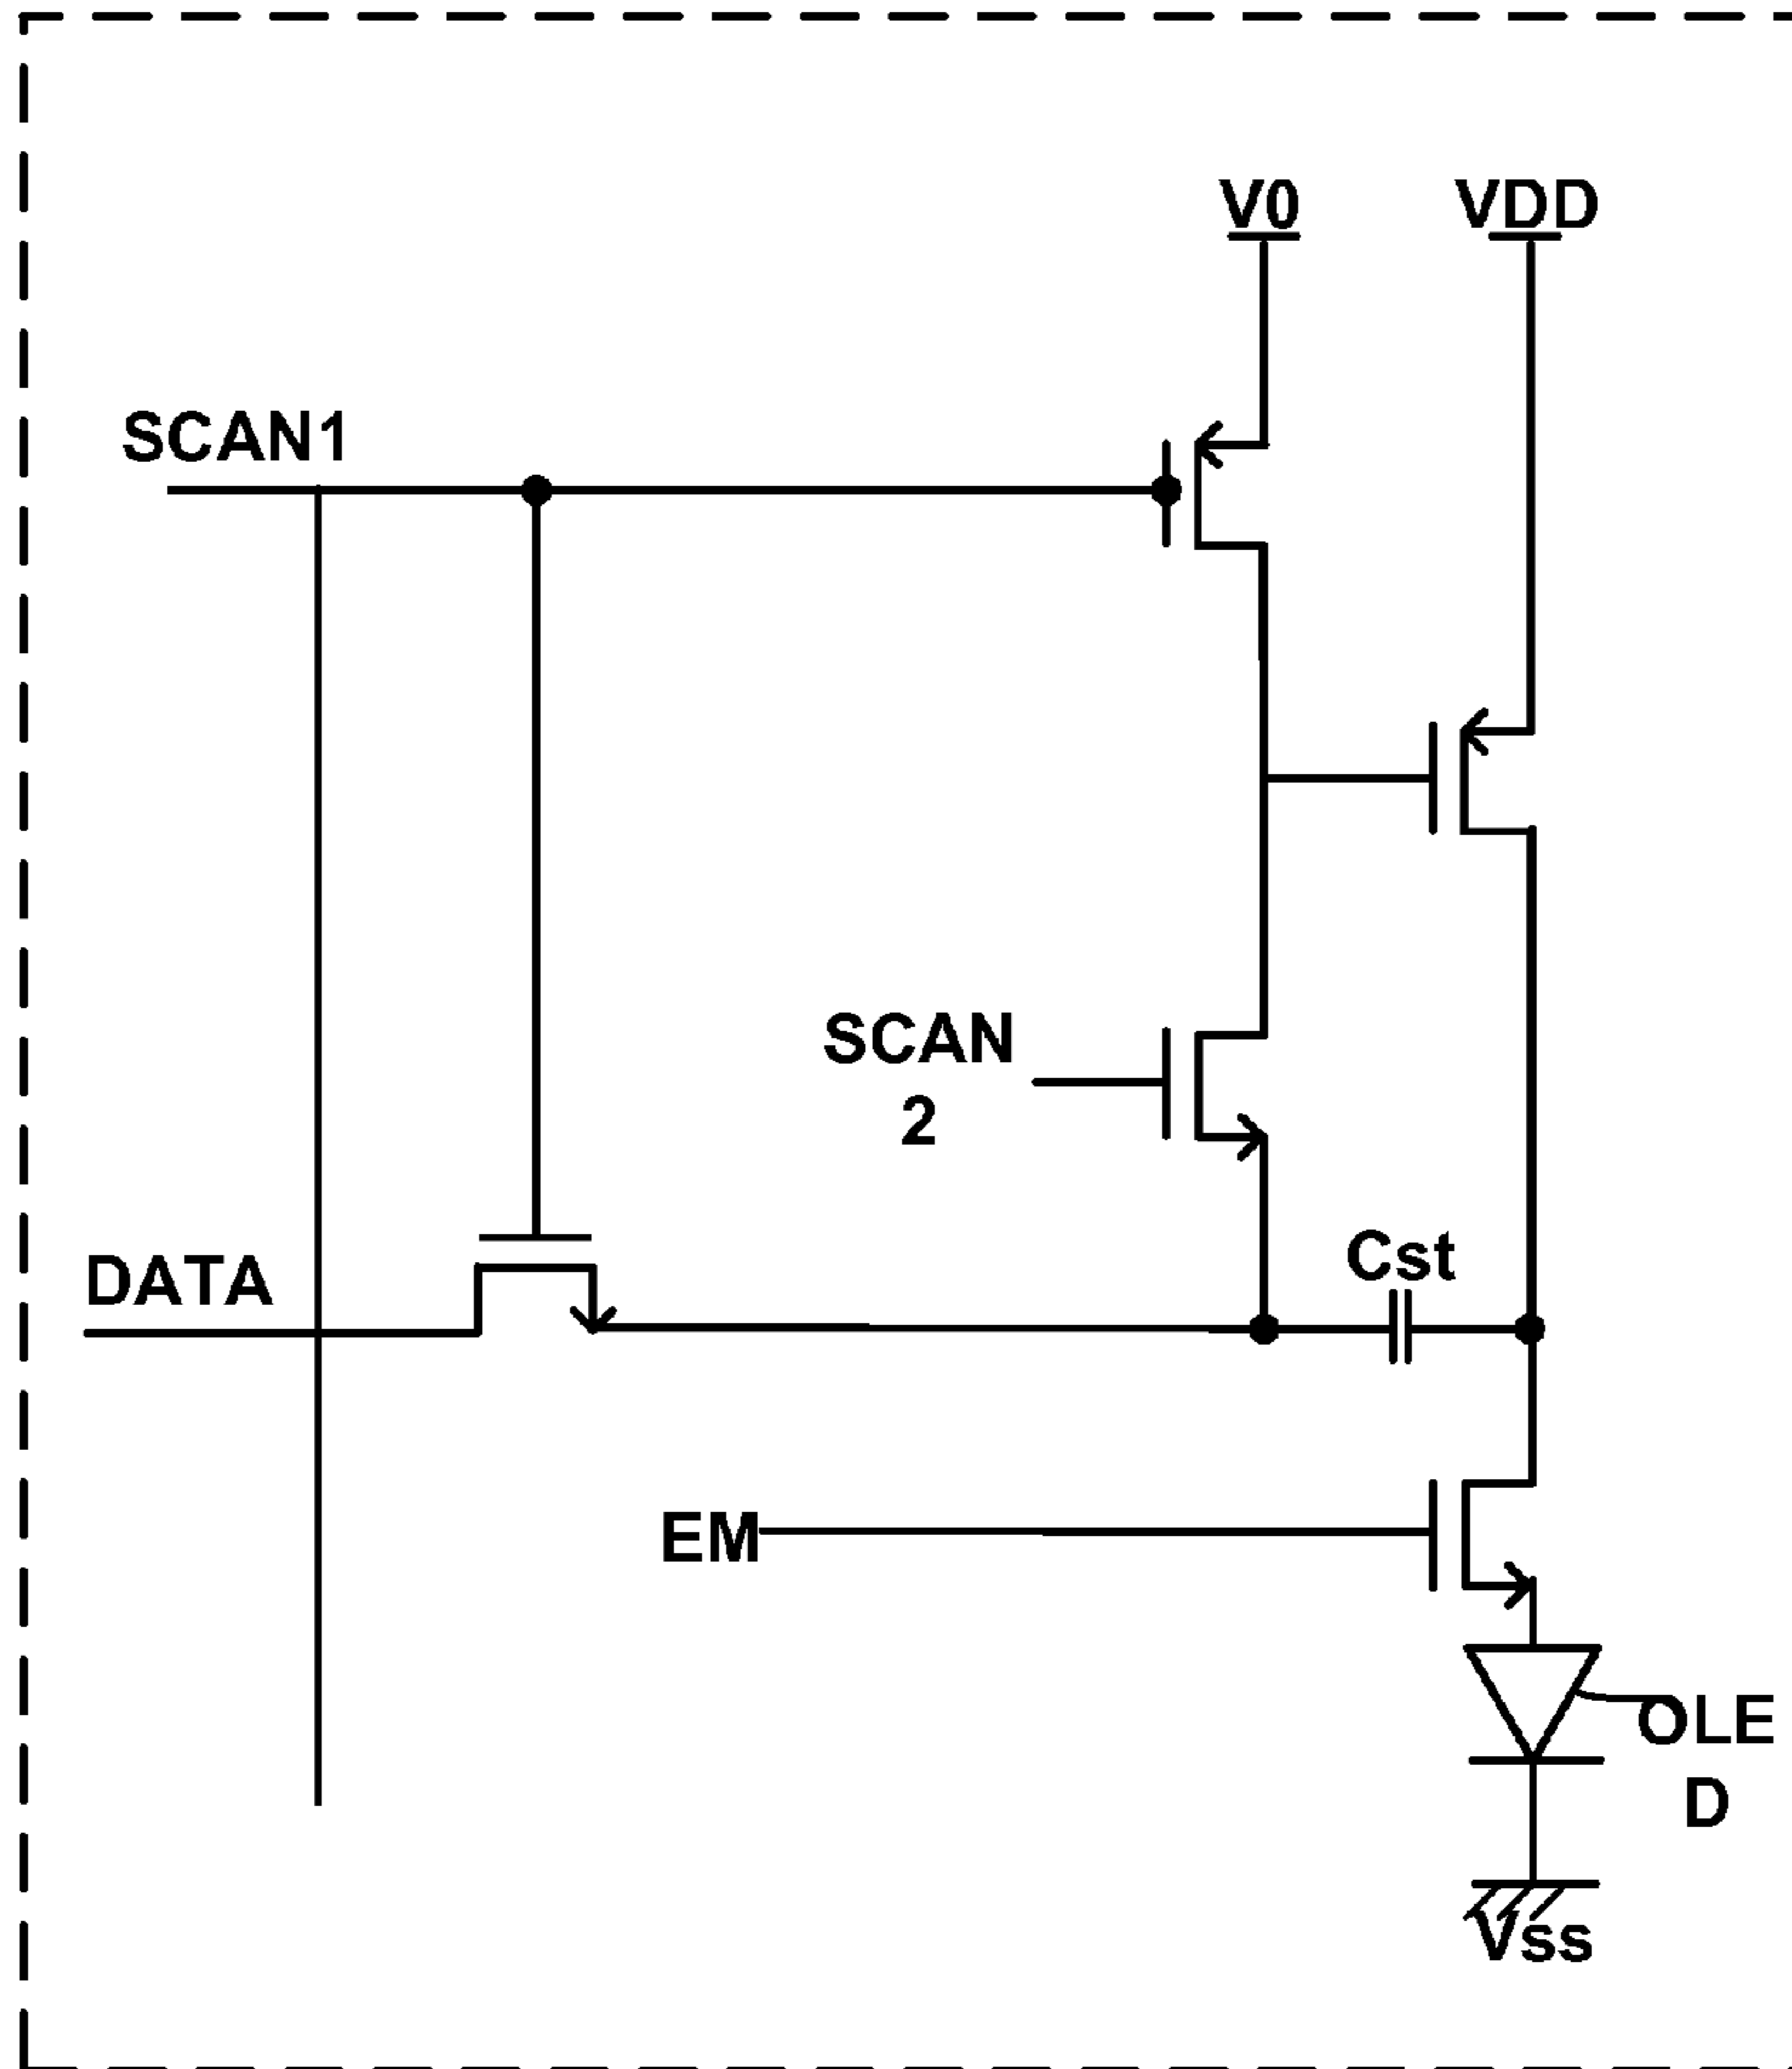 V0 VDD
SCAN1
SCAN
2
Cst
DATA
EM
OLE
D
Vss